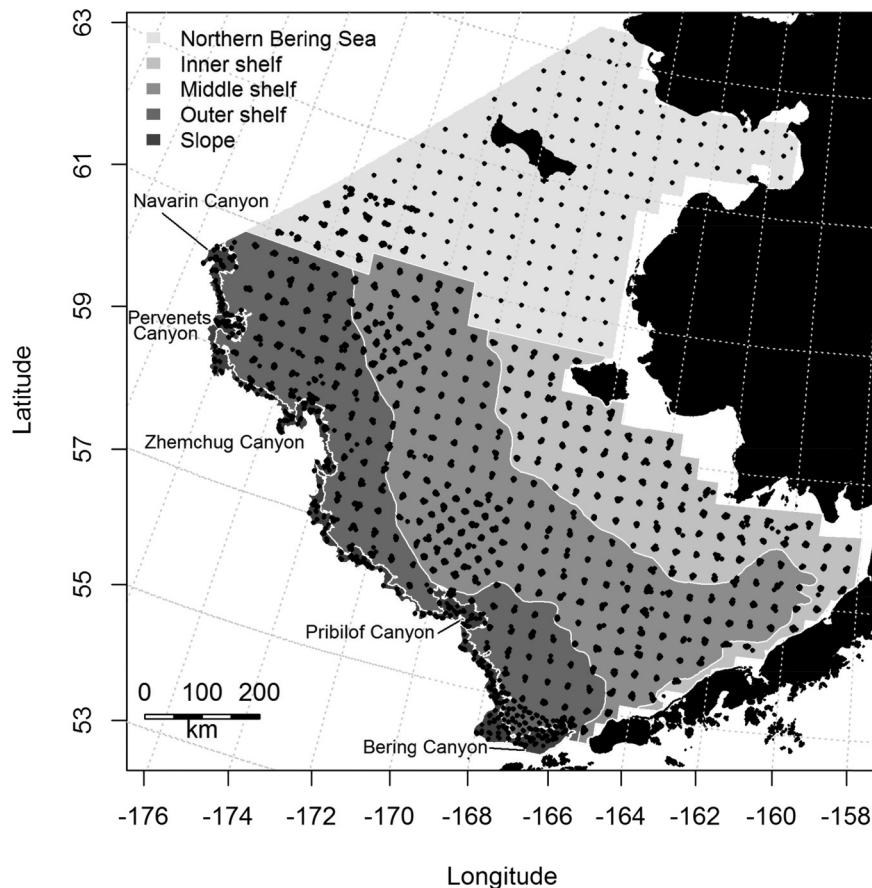 63
61
59
57
55
53
Latitude
Northern Bering Sea
Inner shelf
Middle shelf
Outer shelf
Slope
Navarin Canyon
Pervenets
Canyon
Zhemchug Canyon
Pribilof Canyon
Bering Canyon
0 100 200
km
-176 -174 -172 -170 -168 -166 -164 -162 -160 -158
Longitude